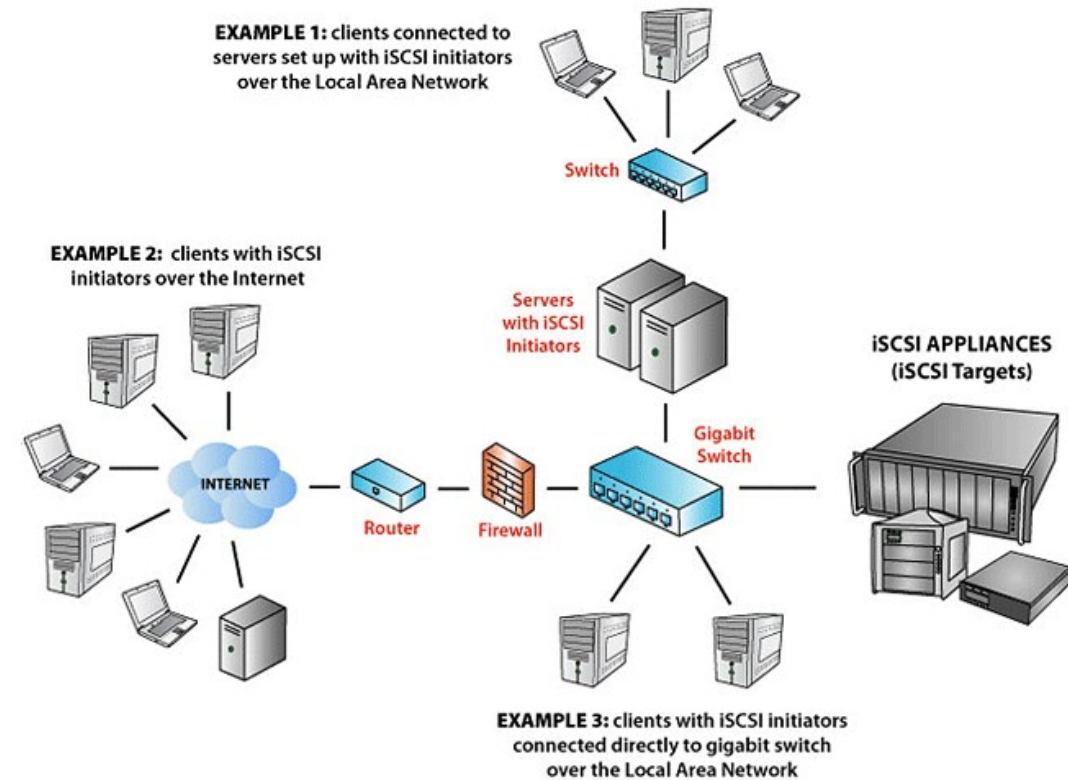 EXAMPLE 1: clients connected to
servers set up with iSCSI initiators
over the Local Area Network
Switch
EXAMPLE 2: clients with iSCSI
initiators over the Internet
Servers
with iSCSI
Initiators
iSCSI APPLIANCES
(iSCSI Targets)
Gigabit
Switch
INTERNET
Router
Firewall
EXAMPLE 3: clients with iSCSI initiators
connected directly to gigabit switch
over the Local Area Network